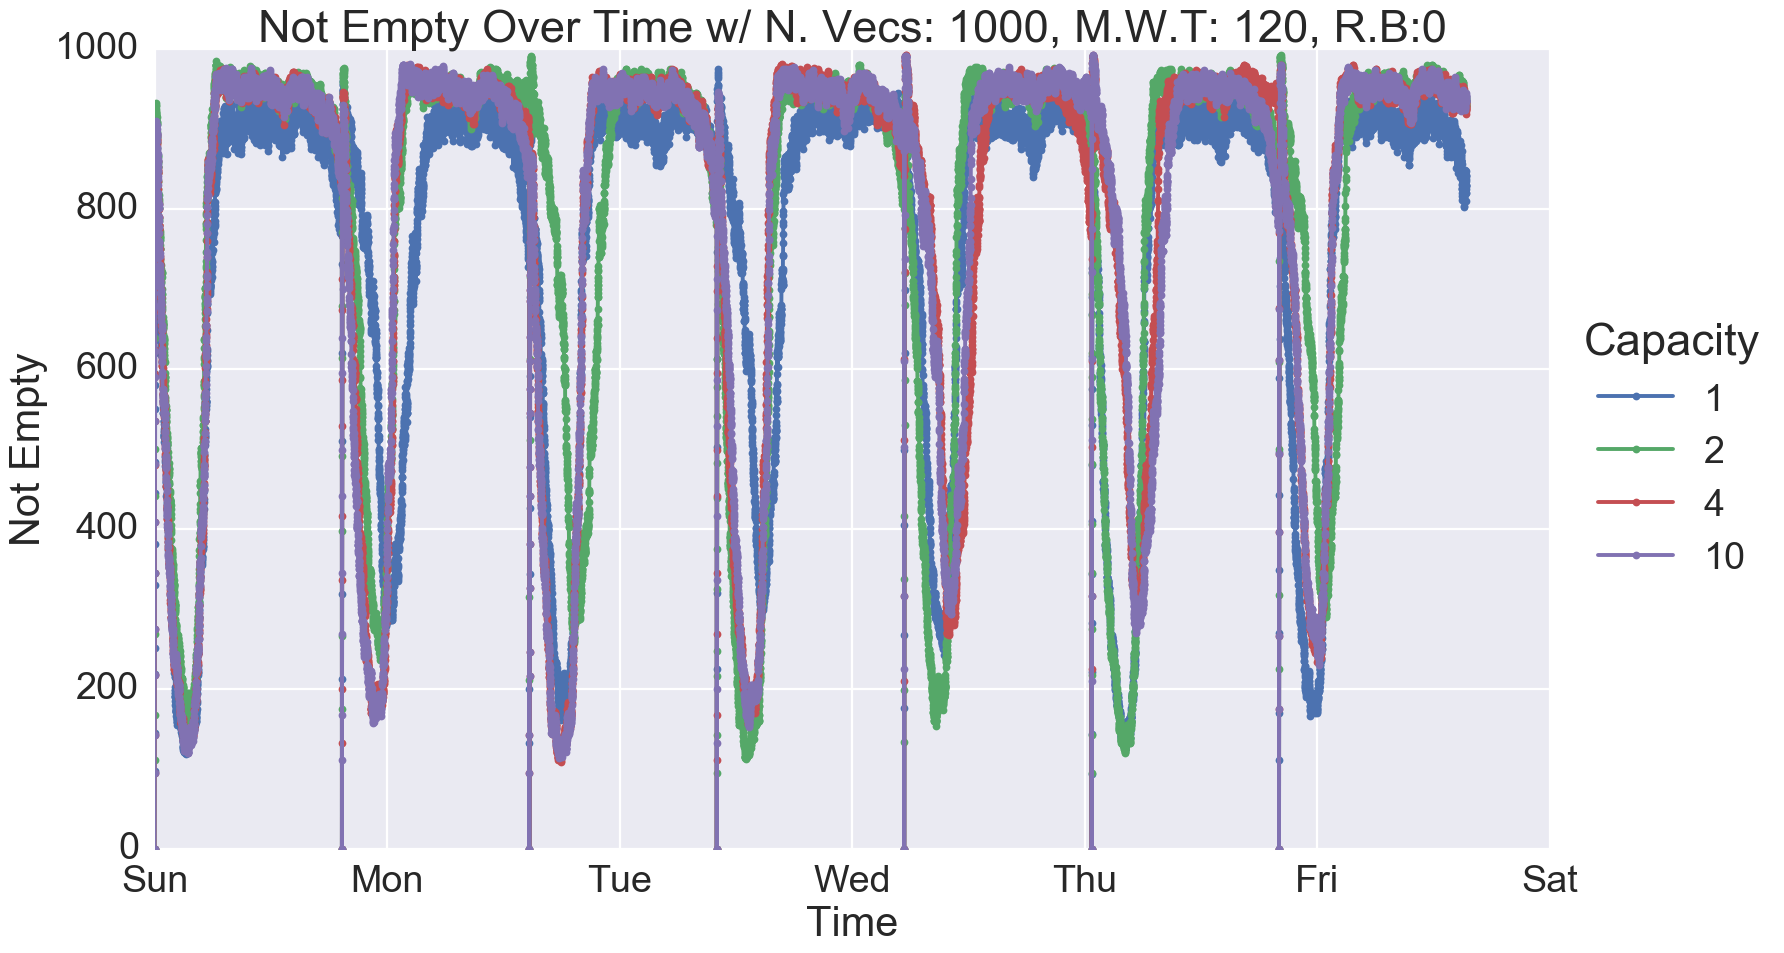 Not Empty Over Time w/ N. Vecs: 1000, M.W.T: 120, R.B:0
1000
800
600
400
200
0
Not Empty
Sun Mon Tue Wed Thu Fri Sat
Time
Capacity
1
2
4
10